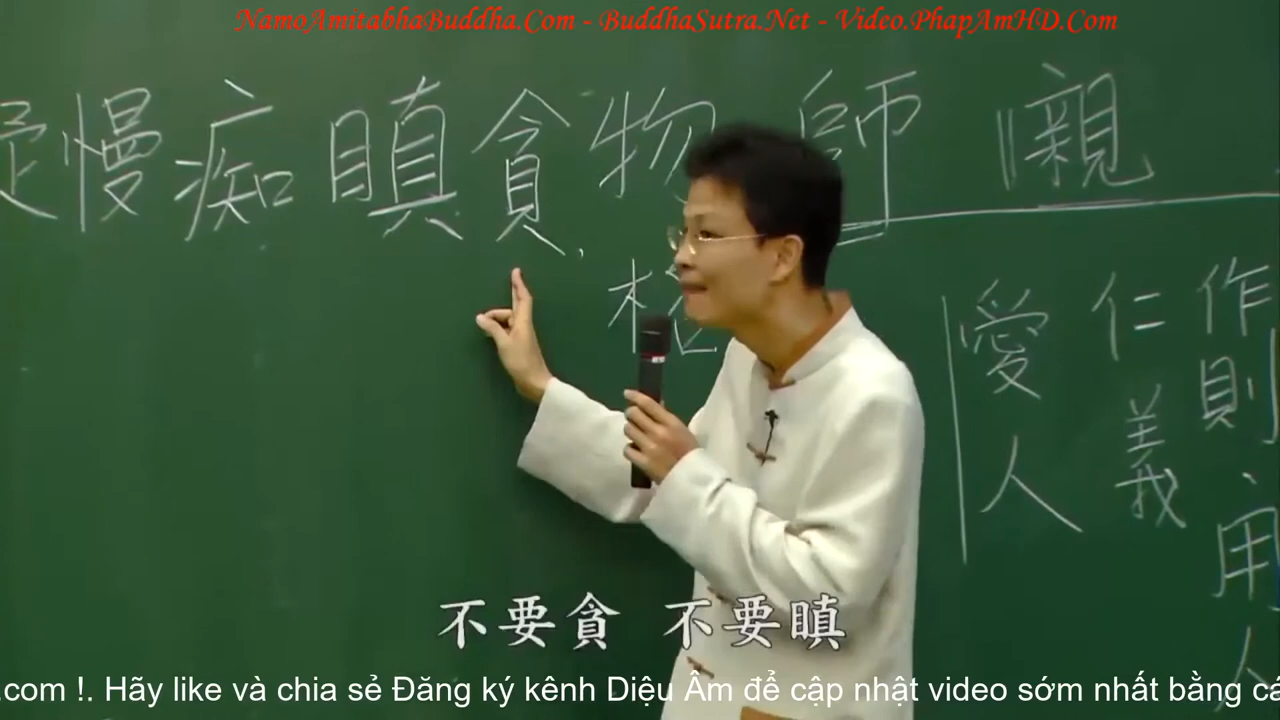 NamoAmitabhaBuddha.Com - BuddhaSutra.Net - Video.PhapAmHD.Com
慢 痴 瞋 貪 物 師 親
愛人
仁義
作則、用人
不要貪 不要瞋
.com !. Hãy like và chia sẻ Đăng ký kênh Diệu Âm để cập nhật video sớm nhất bằng